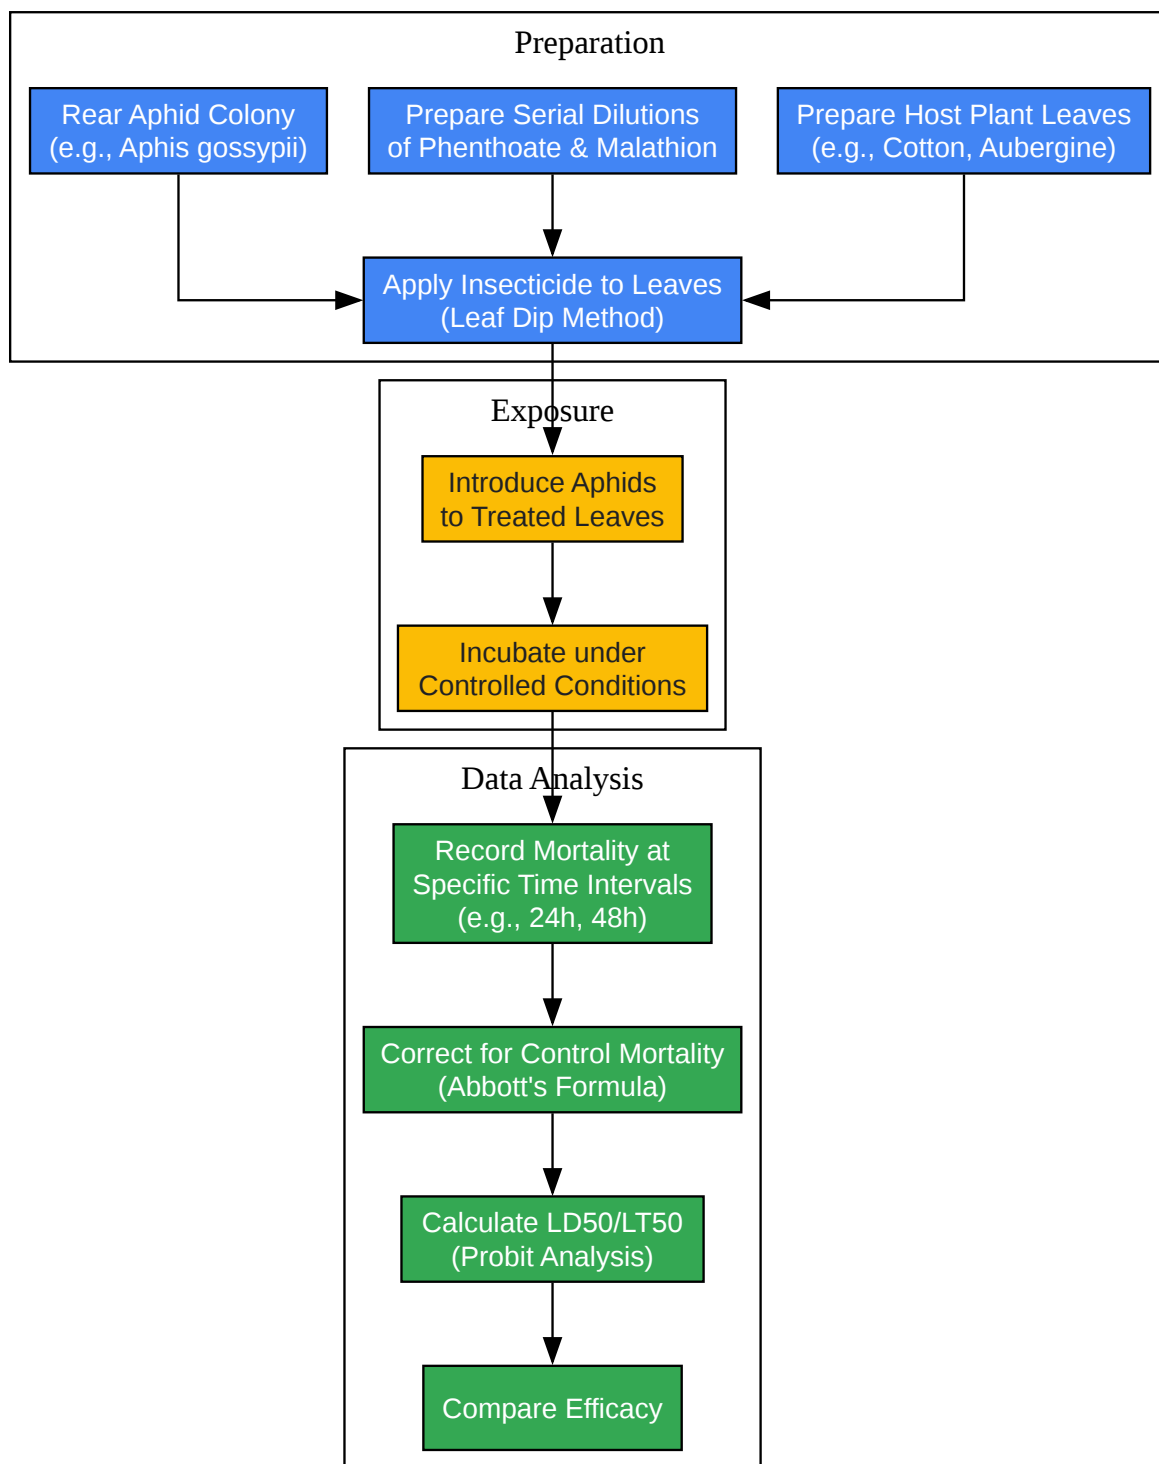 Preparation
Rear Aphid Colony
(e.g., Aphis gossypii)
Prepare Serial Dilutions
of Phenthoate & Malathion
Prepare Host Plant Leaves
(e.g., Cotton, Aubergine)
Apply Insecticide to Leaves
(Leaf Dip Method)
Exposure
Introduce Aphids
to Treated Leaves
Incubate under
Controlled Conditions
Data Analysis
Record Mortality at
Specific Time Intervals
(e.g., 24h, 48h)
Correct for Control Mortality
(Abbott's Formula)
Calculate LD50/LT50
(Probit Analysis)
Compare Efficacy